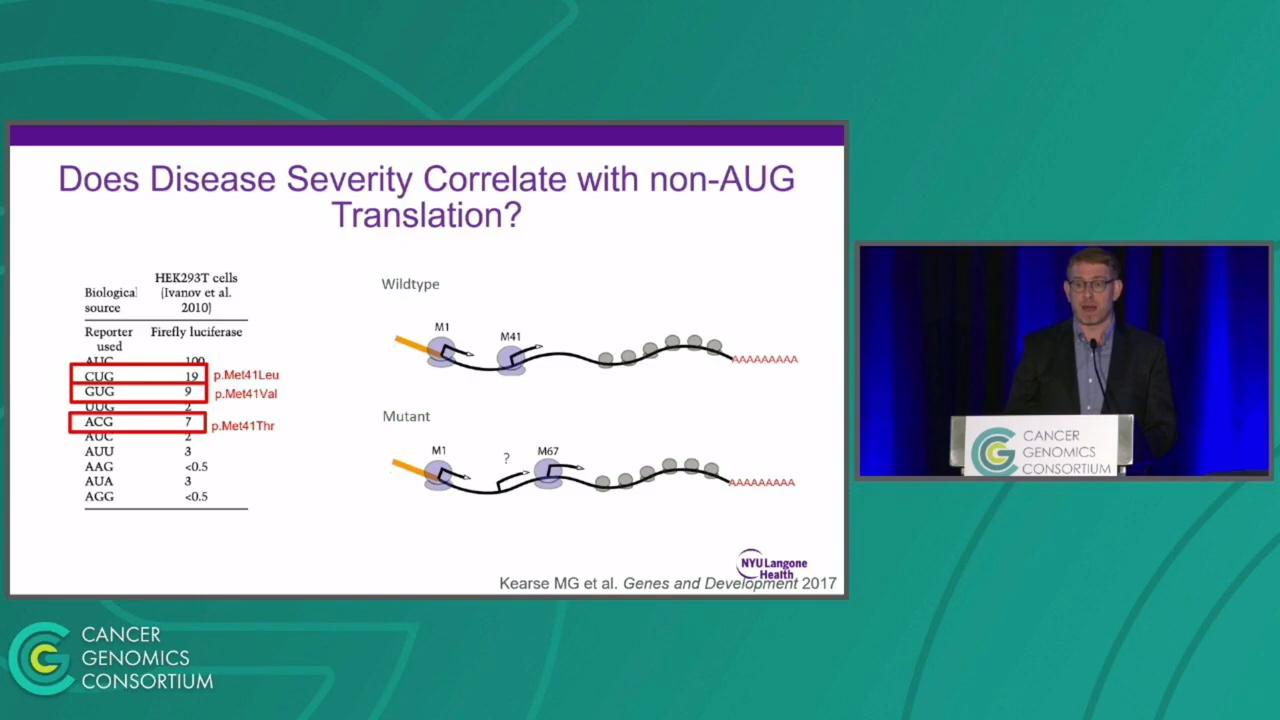 Does Disease Severity Correlate with non-AUG
Translation?
Biological
source
HEK293T cells
(Ivanov et al.
2010)
Reporter
used
Firefly luciferase
AUG 100
CUG 19 p.Met41Leu
GUG 9 p.Met41Val
UUG 2
ACG 7 p.Met41Thr
AUC 2
AUU 3
AAG <0.5
AUA 3
AGG <0.5
Wildtype
M1
M41
AAAAAAAAA
Mutant
M1
?
M67
AAAAAAAAA
NYU Langone
Health
Kearse MG et al. Genes and Development 2017
CANCER
GENOMICS
CONSORTIUM
CANCER
GENOMICS
CONSORTIUM